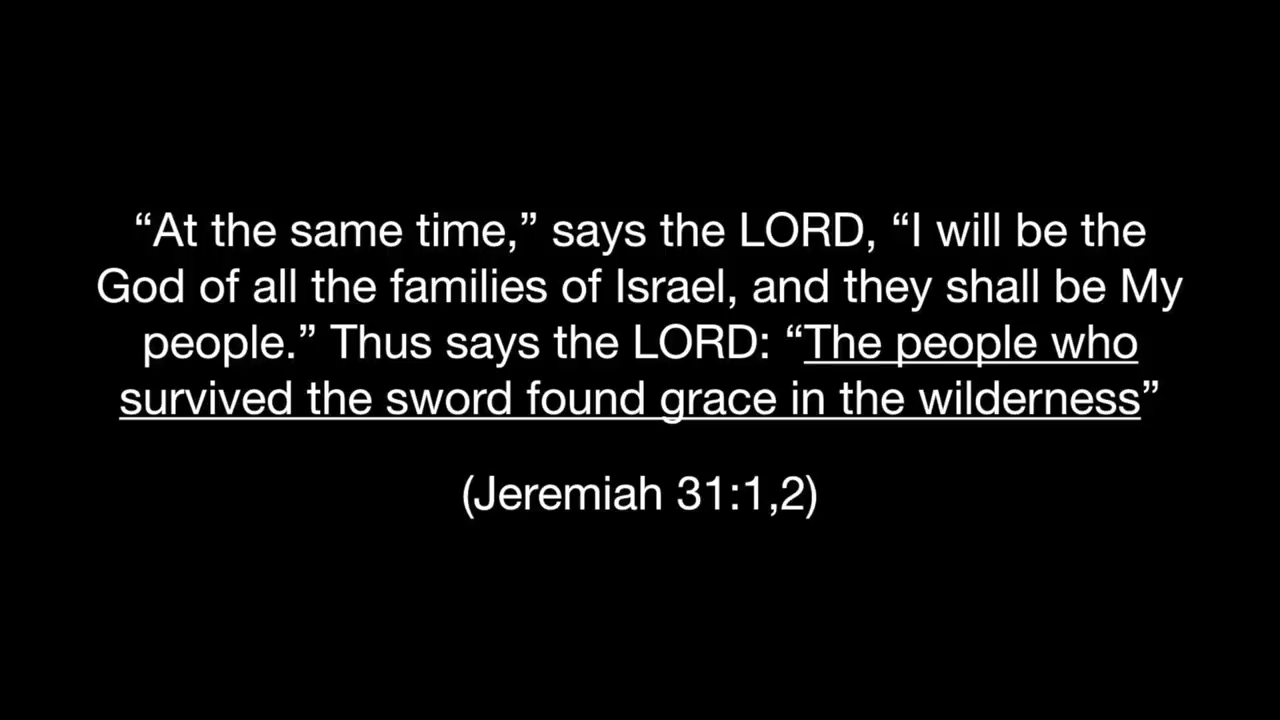 “At the same time,” says the LORD, “I will be the
God of all the families of Israel, and they shall be My
people.” Thus says the LORD: “The people who
survived the sword found grace in the wilderness”
(Jeremiah 31:1,2)